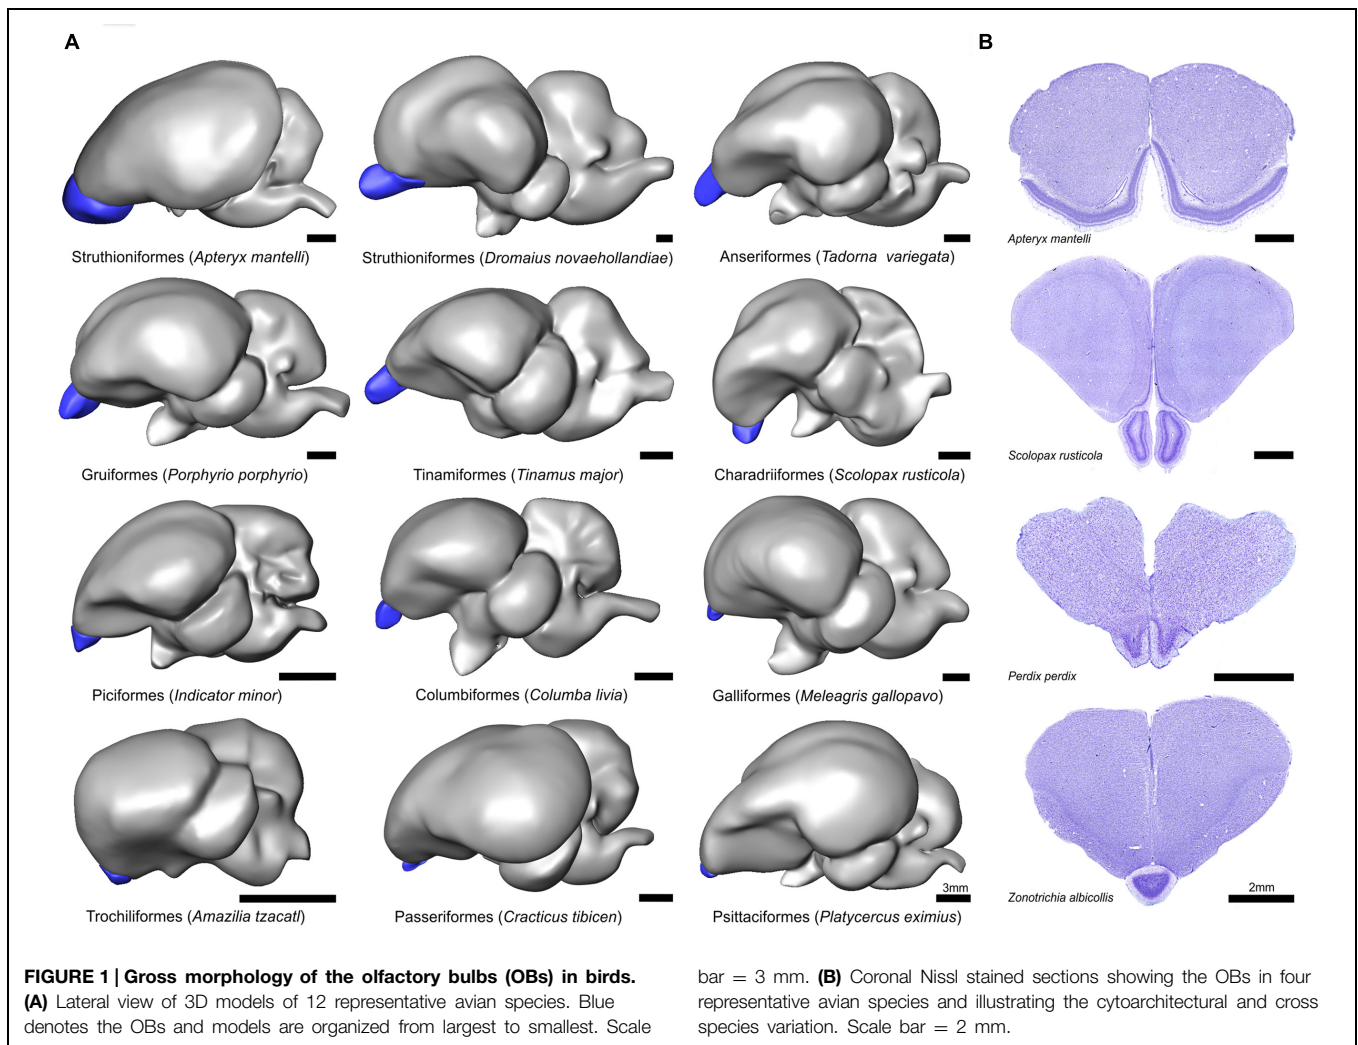 A
B
Struthioniformes (Apteryx mantelli)
Struthioniformes (Dromaius novaehollandiae)
Anseriformes (Tadorna variegata)
Apteryx mantelli
Gruiformes (Porphyrio porphyrio)
Tinamiformes (Tinamus major)
Charadriiformes (Scolopax rusticola)
Scolopax rusticola
Piciformes (Indicator minor)
Columbiformes (Columba livia)
Galliformes (Meleagris gallopavo)
Perdix perdix
3mm
2mm
Trochiliformes (Amazilia tzacatl)
Passeriformes (Cracticus tibicen)
Psittaciformes (Platycercus eximius)
Zonotrichia albicollis
FIGURE 1 | Gross morphology of the olfactory bulbs (OBs) in birds.
(A) Lateral view of 3D models of 12 representative avian species. Blue
denotes the OBs and models are organized from largest to smallest. Scale
bar = 3 mm. (B) Coronal Nissl stained sections showing the OBs in four
representative avian species and illustrating the cytoarchitectural and cross
species variation. Scale bar = 2 mm.